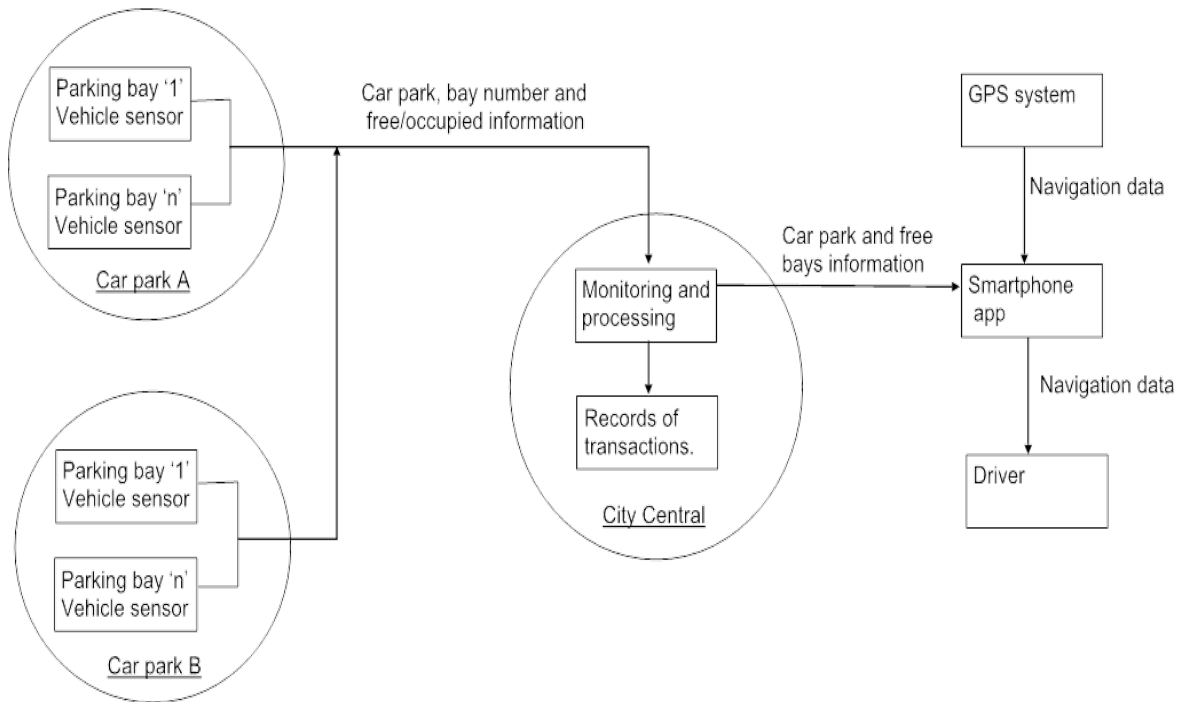 Parking bay '1'
Vehicle sensor
Parking bay 'n'
Vehicle sensor
Car park A
Car park, bay number and
free/occupied information
GPS system
Navigation data
Car park and free
bays information
Smartphone
app
Monitoring and
processing
Navigation data
Records of
transactions.
Driver
City Central
Parking bay '1'
Vehicle sensor
Parking bay 'n'
Vehicle sensor
Car park B